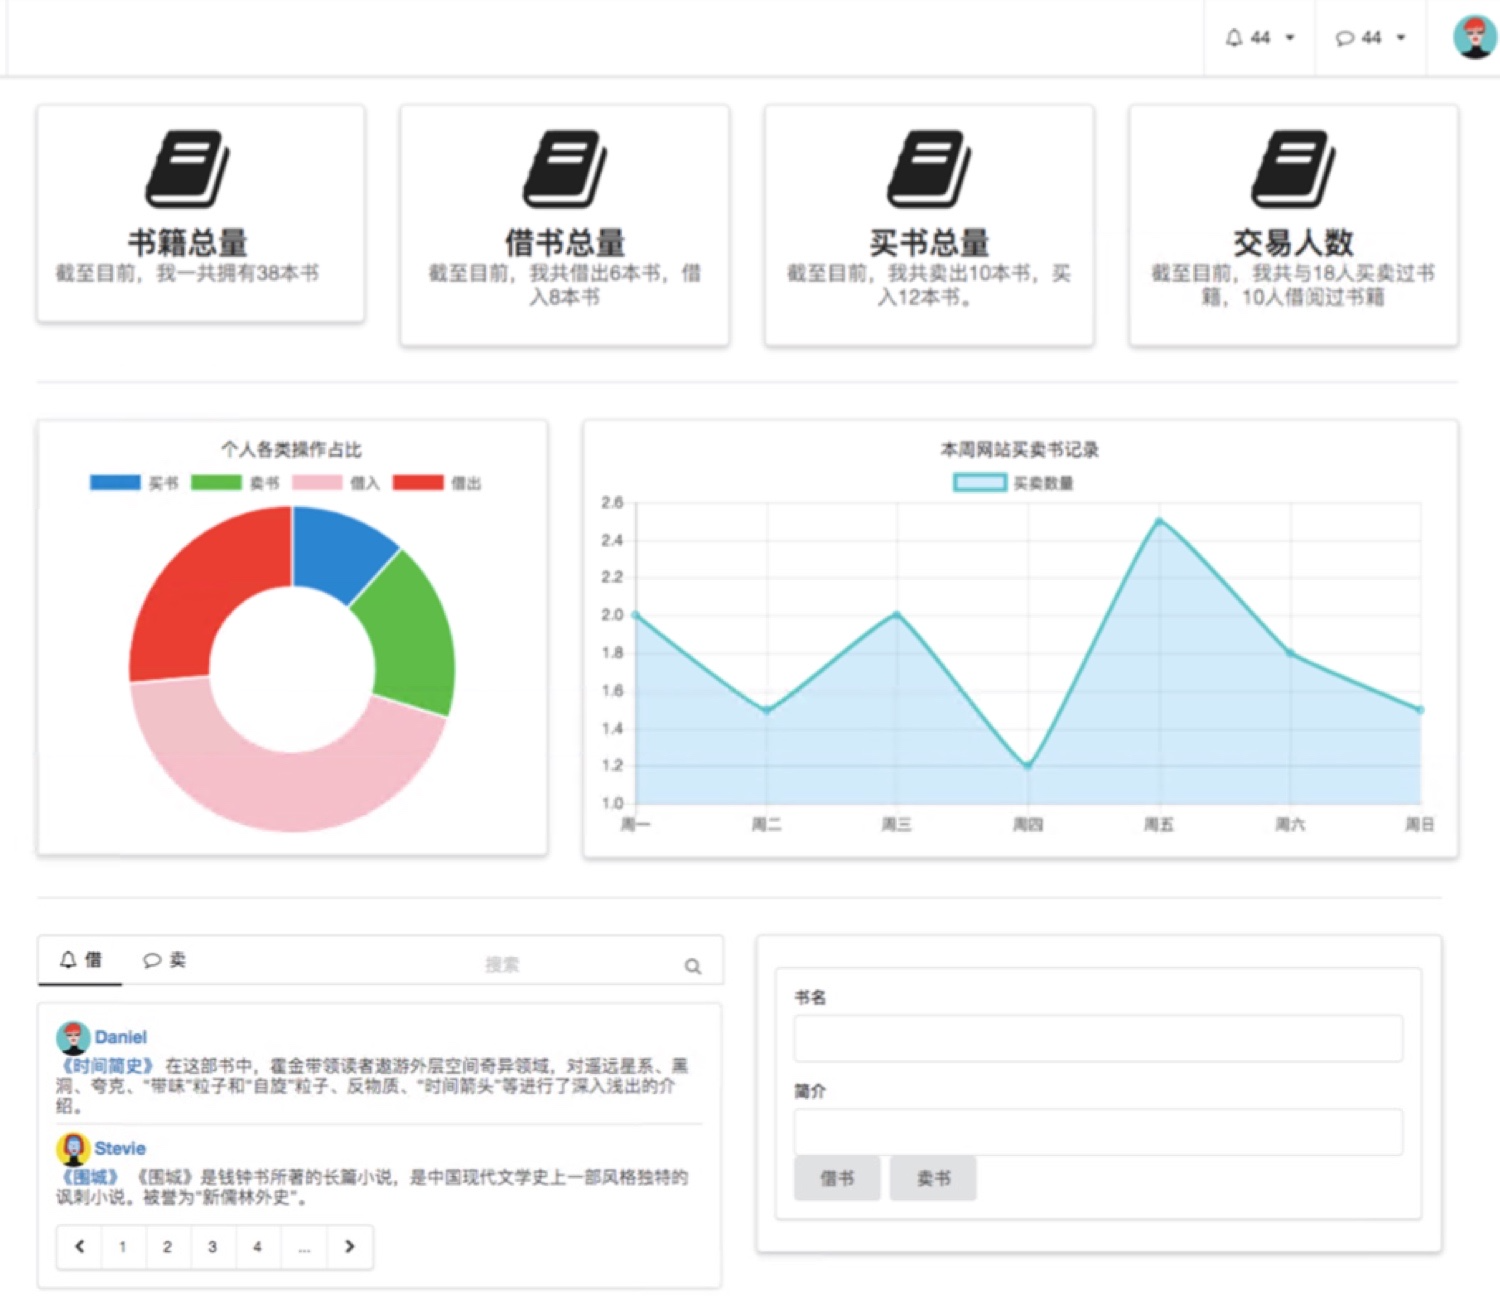 44
44
书籍总量
截至目前，我一共拥有38本书
借书总量
截至目前，我共借出6本书，借
入8本书
买书总量
截至目前，我共卖出10本书，买
入12本书。
交易人数
截至目前，我共与18人买卖过书
籍，10人借阅过书籍
个人各类操作占比
买书 卖书 借入 借出
本周网站买卖书记录
买卖数量
2.6
2.4
2.2
2.0
1.8
1.6
1.4
1.2
1.0
周一 周二 周三 周四 周五 周六 周日
借 卖 搜索
Daniel
《时间简史》 在这部书中，霍金带领读者遨游外层空间奇异领域，对遥远星系、黑
洞、夸克、“带味”粒子和“自旋”粒子、反物质、“时间箭头”等进行了深入浅出的介
绍。
Stevie
《围城》 《围城》是钱钟书所著的长篇小说，是中国现代文学史上一部风格独特的
讽刺小说。被誉为“新儒林外史”。
1 2 3 4 ...
书名
简介
借书 卖书